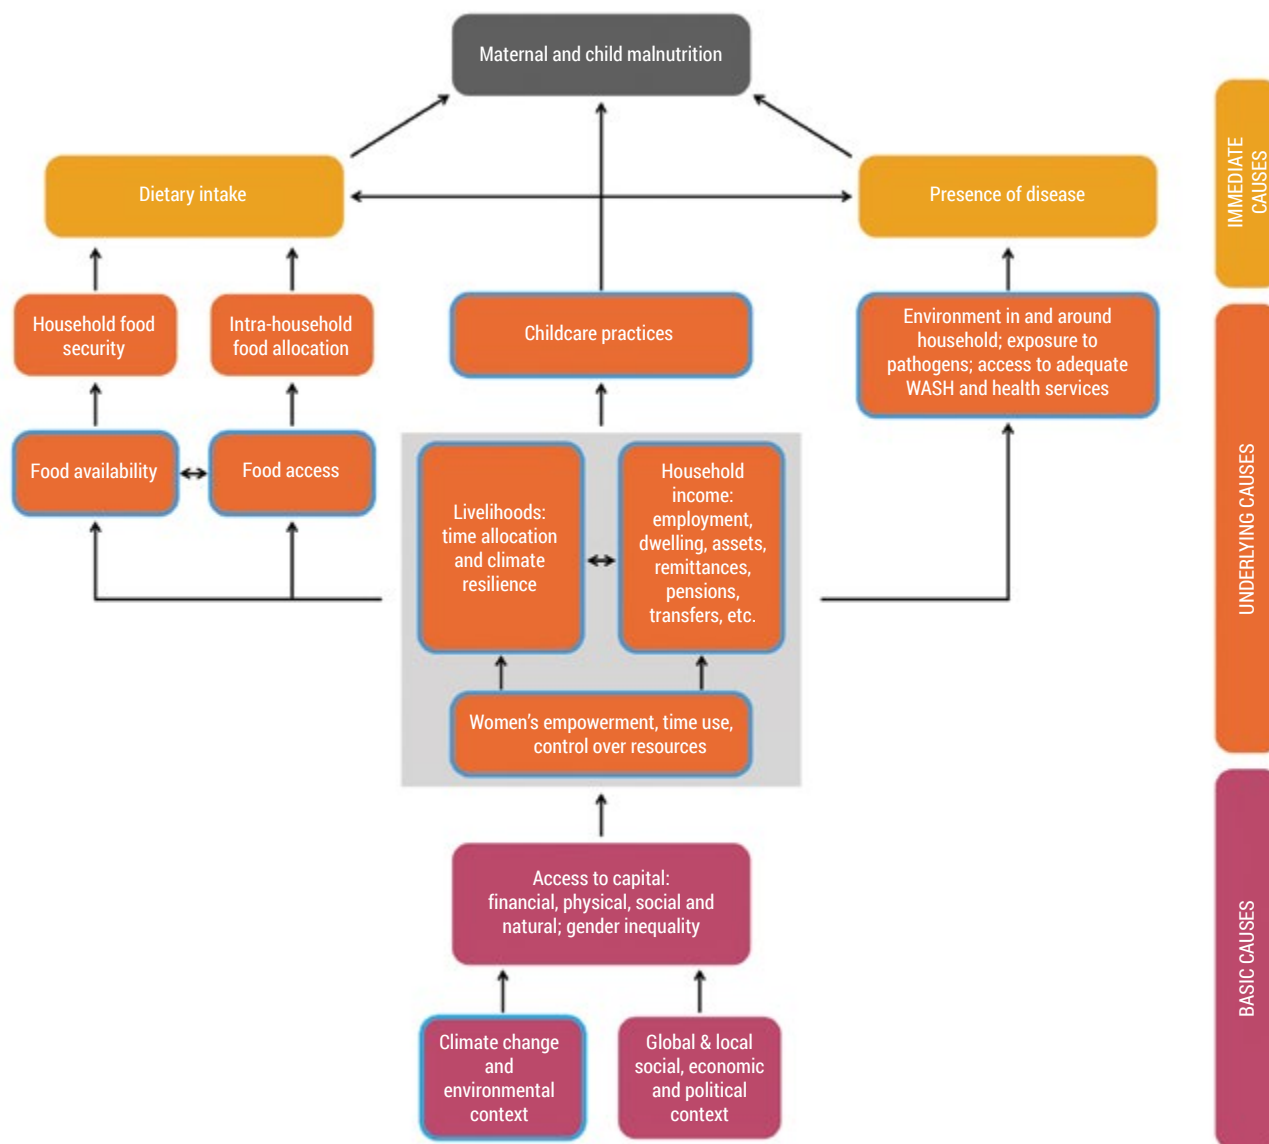 Maternal and child malnutrition
IMMEDIATE
CAUSES
Dietary intake
Presence of disease
Household food
security
Intra-household
food allocation
Childcare practices
Environment in and around
household; exposure to
pathogens; access to adequate
WASH and health services
UNDERLYING CAUSES
Food availability
Food access
Livelihoods:
time allocation
and climate
resilience
Household
income:
employment,
dwelling, assets,
remittances,
pensions,
transfers, etc.
Women's empowerment, time use,
control over resources
BASIC CAUSES
Access to capital:
financial, physical, social and
natural; gender inequality
Climate change
and
environmental
context
Global & local
social, economic
and political
context